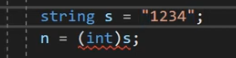 string s = "1234";
n = (int)s;